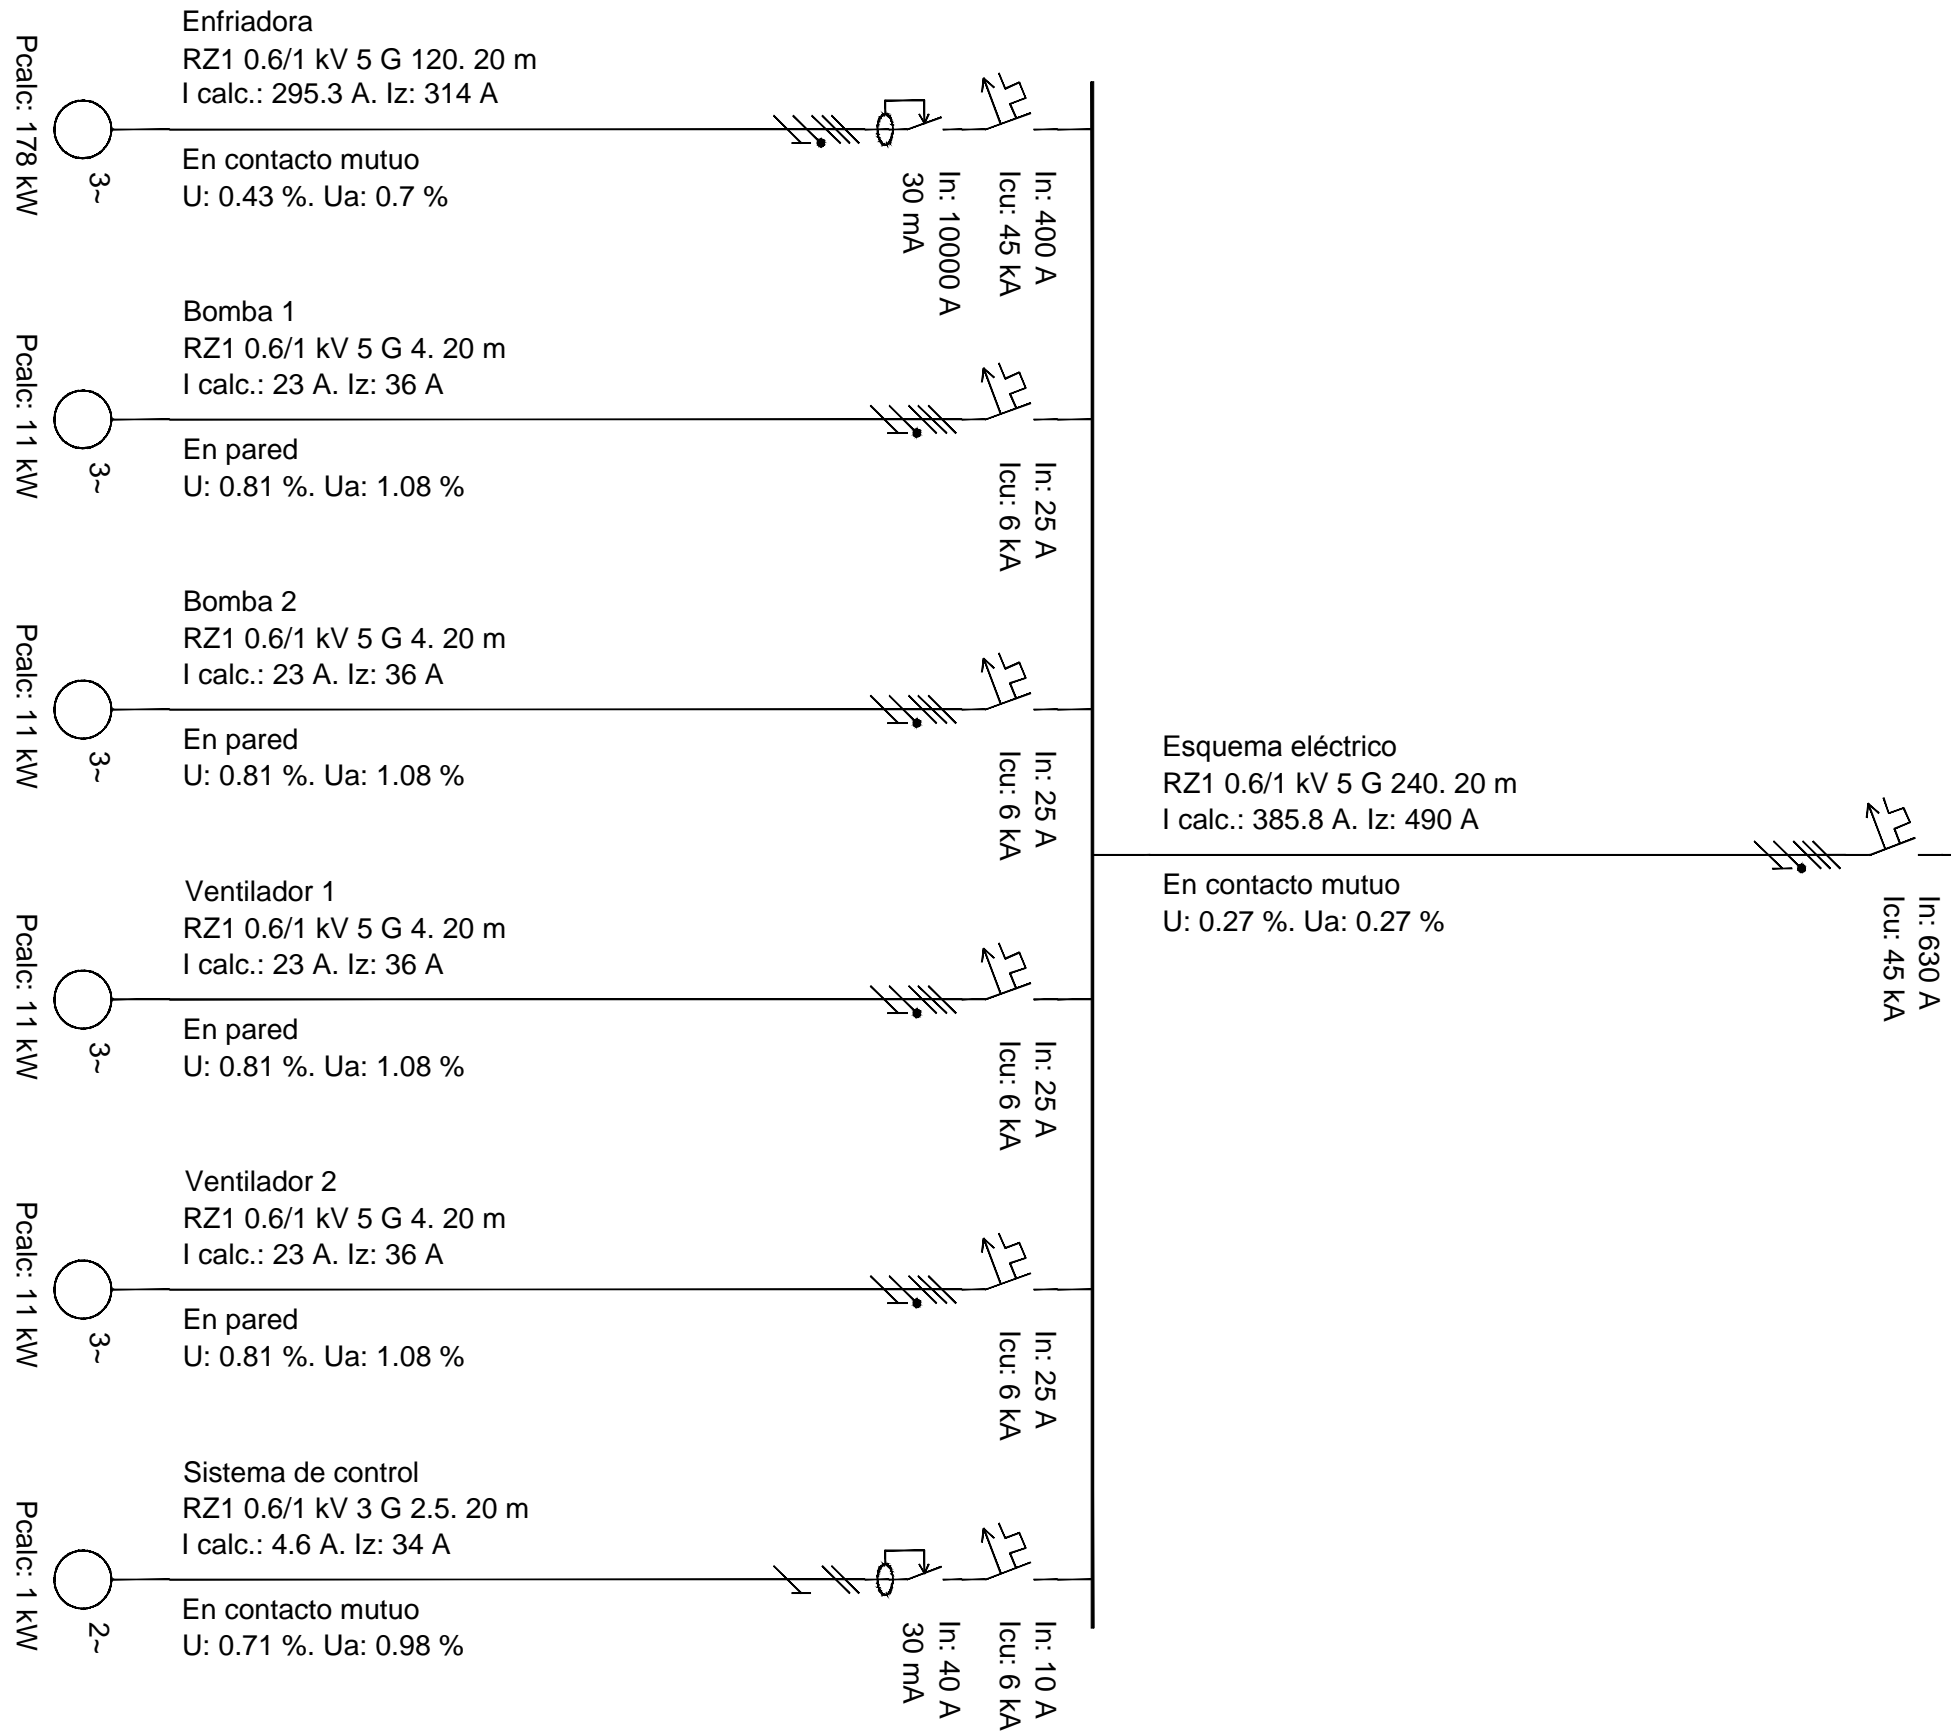 Enfriadora
RZ1 0.6/1 kV 5 G 120. 20 m
I calc.: 295.3 A. Iz: 314 A
En contacto mutuo
U: 0.43 %. Ua: 0.7 %
Pcalc: 178 kW
3~
30 mA
In: 10000 A
Icu: 45 kA
In: 400 A
Bomba 1
RZ1 0.6/1 kV 5 G 4. 20 m
I calc.: 23 A. Iz: 36 A
En pared
U: 0.81 %. Ua: 1.08 %
Pcalc: 11 kW
3~
Icu: 6 kA
In: 25 A
Bomba 2
RZ1 0.6/1 kV 5 G 4. 20 m
I calc.: 23 A. Iz: 36 A
En pared
U: 0.81 %. Ua: 1.08 %
Pcalc: 11 kW
3~
Icu: 6 kA
In: 25 A
Ventilador 1
RZ1 0.6/1 kV 5 G 4. 20 m
I calc.: 23 A. Iz: 36 A
En pared
U: 0.81 %. Ua: 1.08 %
Pcalc: 11 kW
3~
Icu: 6 kA
In: 25 A
Ventilador 2
RZ1 0.6/1 kV 5 G 4. 20 m
I calc.: 23 A. Iz: 36 A
En pared
U: 0.81 %. Ua: 1.08 %
Pcalc: 11 kW
3~
Icu: 6 kA
In: 25 A
Sistema de control
RZ1 0.6/1 kV 3 G 2.5. 20 m
I calc.: 4.6 A. Iz: 34 A
En contacto mutuo
U: 0.71 %. Ua: 0.98 %
Pcalc: 1 kW
2~
30 mA
In: 40 A
Icu: 6 kA
In: 10 A
Esquema eléctrico
RZ1 0.6/1 kV 5 G 240. 20 m
I calc.: 385.8 A. Iz: 490 A
En contacto mutuo
U: 0.27 %. Ua: 0.27 %
Icu: 45 kA
In: 630 A